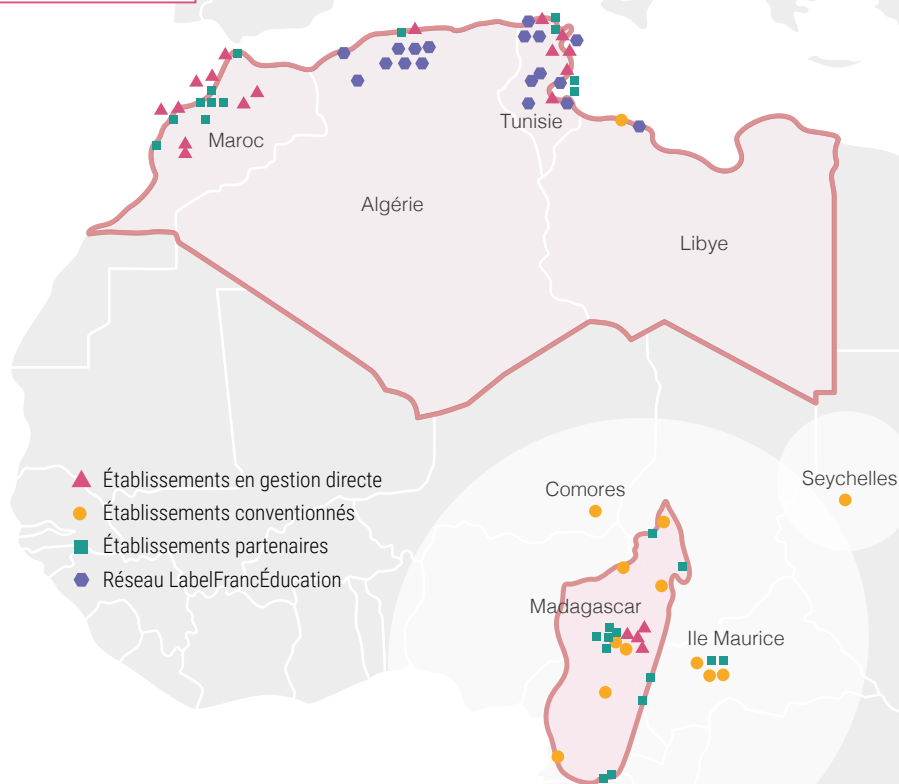 Tunisie
Maroc
Algérie
Libye
Établissements en gestion directe
Établissements conventionnés
Établissements partenaires
Réseau LabelFrancÉducation
Comores
Seychelles
Madagascar
Ile Maurice